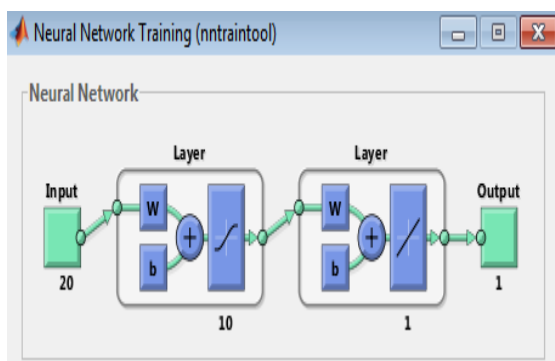 Neural Network Training (nntraintool)
Neural Network
Layer Layer
Input Output
W W
b b
20 1
10 1